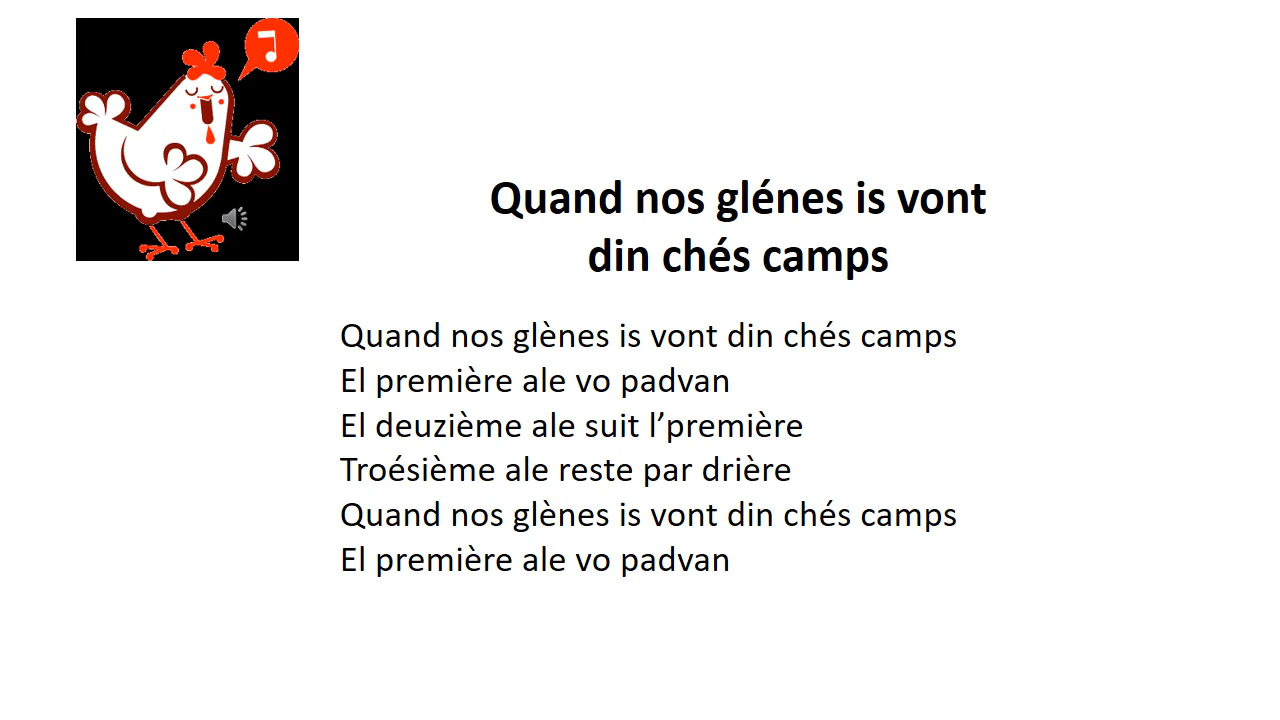 Quand nos glénes is vont
din chés camps
Quand nos glènes is vont din chés camps
El première ale vo padvan
El deuzième ale suit l’première
Troésième ale reste par drière
Quand nos glènes is vont din chés camps
El première ale vo padvan